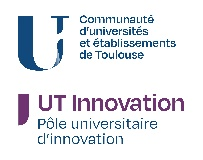 Communauté
d'universités
et établissements
de Toulouse
UT Innovation
Pôle universitaire
d'innovation